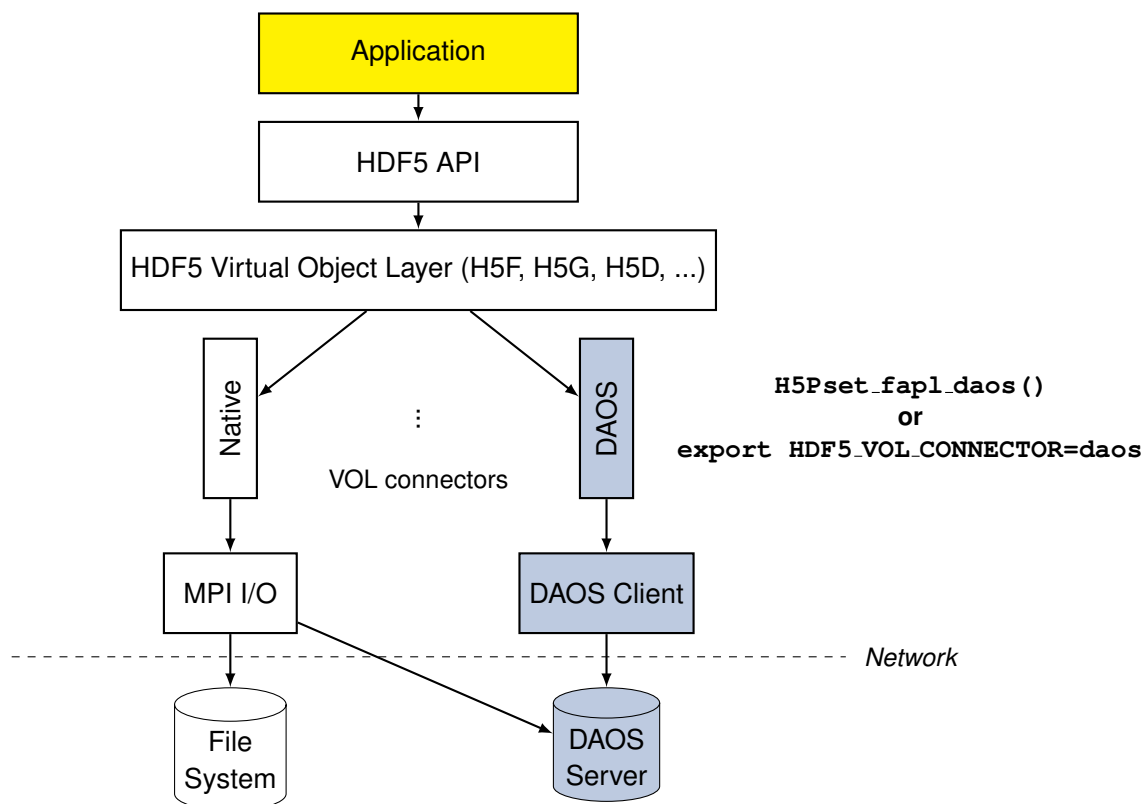 Application
HDF5 API
HDF5 Virtual Object Layer (H5F, H5G, H5D, ...)
Native
...
VOL connectors
DAOS
H5Pset_fapl_daos()
or
export HDF5_VOL_CONNECTOR=daos
MPI I/O
DAOS Client
Network
File
System
DAOS
Server